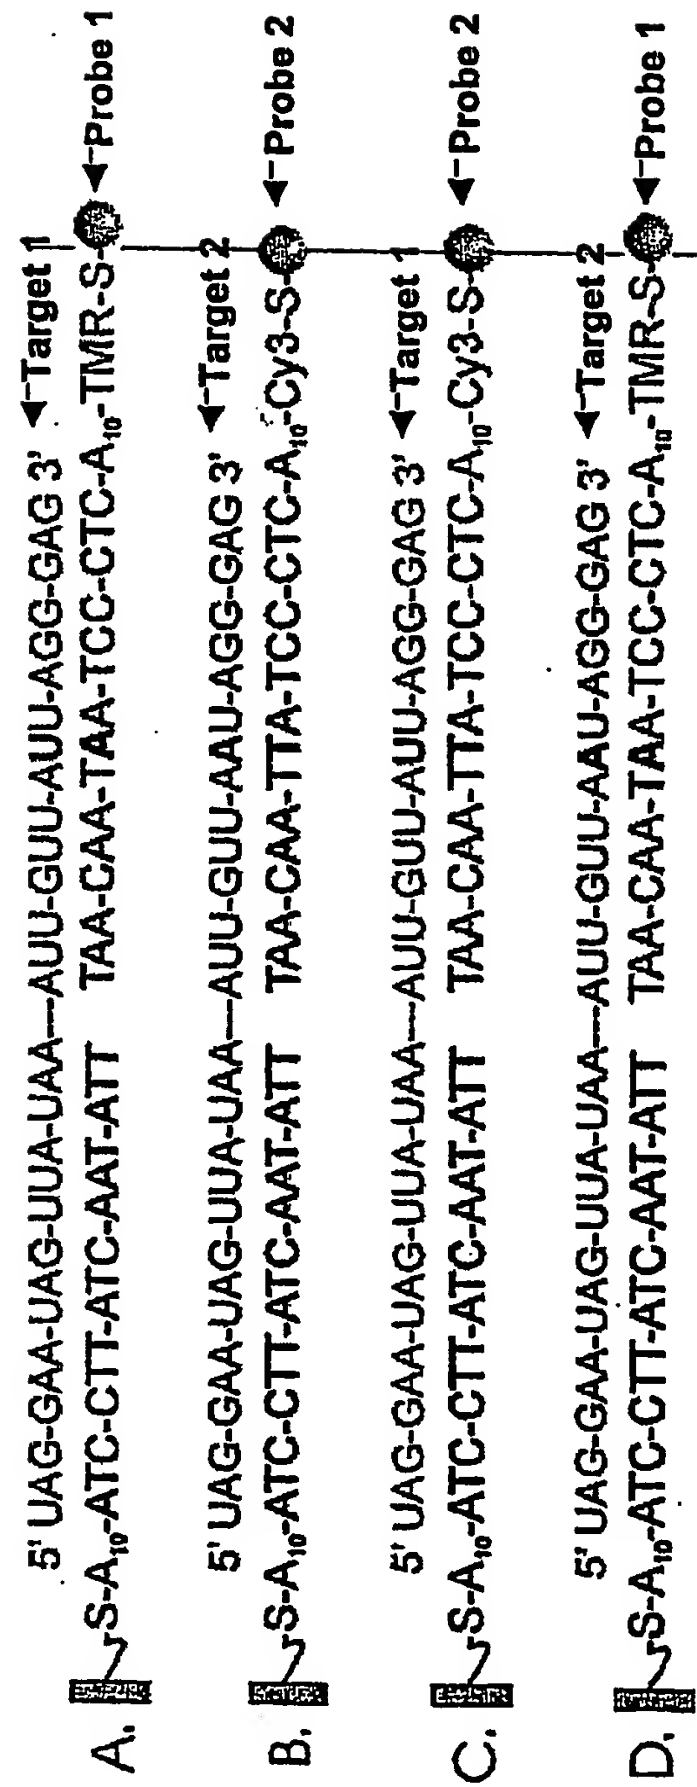 A.
5' UAG-GAA-UAG-UUA-UAA—AUU-GUU-AUU-AGG-GAG 3' Target 1
S-A10-ATC-CTT-ATC-AAT-ATT TAA-CAA-TAA-TCC-CTC-A10-TMR-S- Probe 1
B.
5' UAG-GAA-UAG-UUA-UAA—AUU-GUU-AAU-AGG-GAG 3' Target 2
S-A10-ATC-CTT-ATC-AAT-ATT TAA-CAA-TTA-TCC-CTC-A10-Cy3-S- Probe 2
C.
5' UAG-GAA-UAG-UUA-UAA—AUU-GUU-AUU-AGG-GAG 3' Target 1
S-A10-ATC-CTT-ATC-AAT-ATT TAA-CAA-TTA-TCC-CTC-A10-Cy3-S- Probe 2
D.
5' UAG-GAA-UAG-UUA-UAA—AUU-GUU-AAU-AGG-GAG 3' Target 2
S-A10-ATC-CTT-ATC-AAT-ATT TAA-CAA-TAA-TCC-CTC-A10-TMR-S- Probe 1